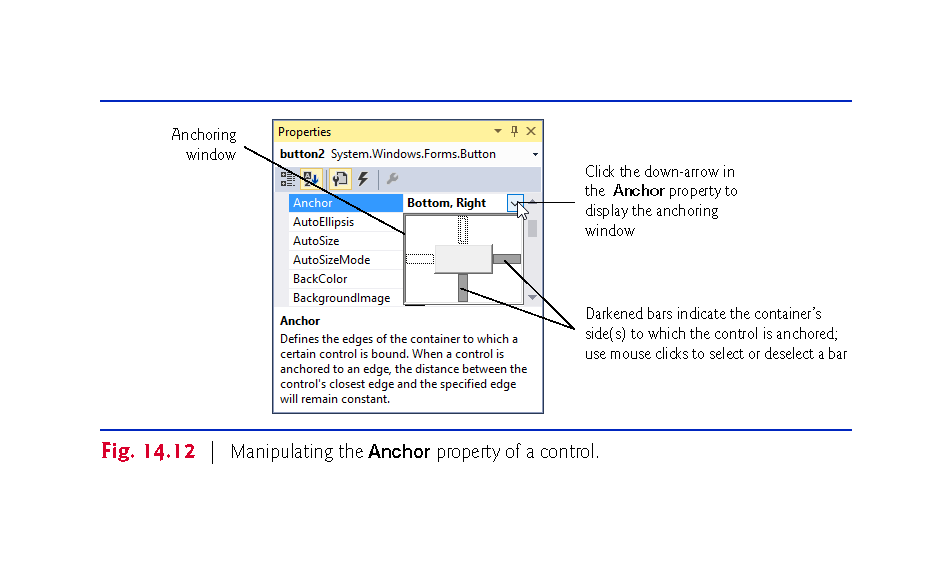 Anchoring
window
Properties
button2 System.Windows.Forms.Button
Anchor Bottom, Right
AutoEllipsis
AutoSize
AutoSizeMode
BackColor
BackgroundImage
Anchor
Defines the edges of the container to which a
certain control is bound. When a control is
anchored to an edge, the distance between the
control's closest edge and the specified edge
will remain constant.
Click the down-arrow in
the Anchor property to
display the anchoring
window
Darkened bars indicate the container's
side(s) to which the control is anchored;
use mouse clicks to select or deselect a bar
Fig. 14.12 | Manipulating the Anchor property of a control.